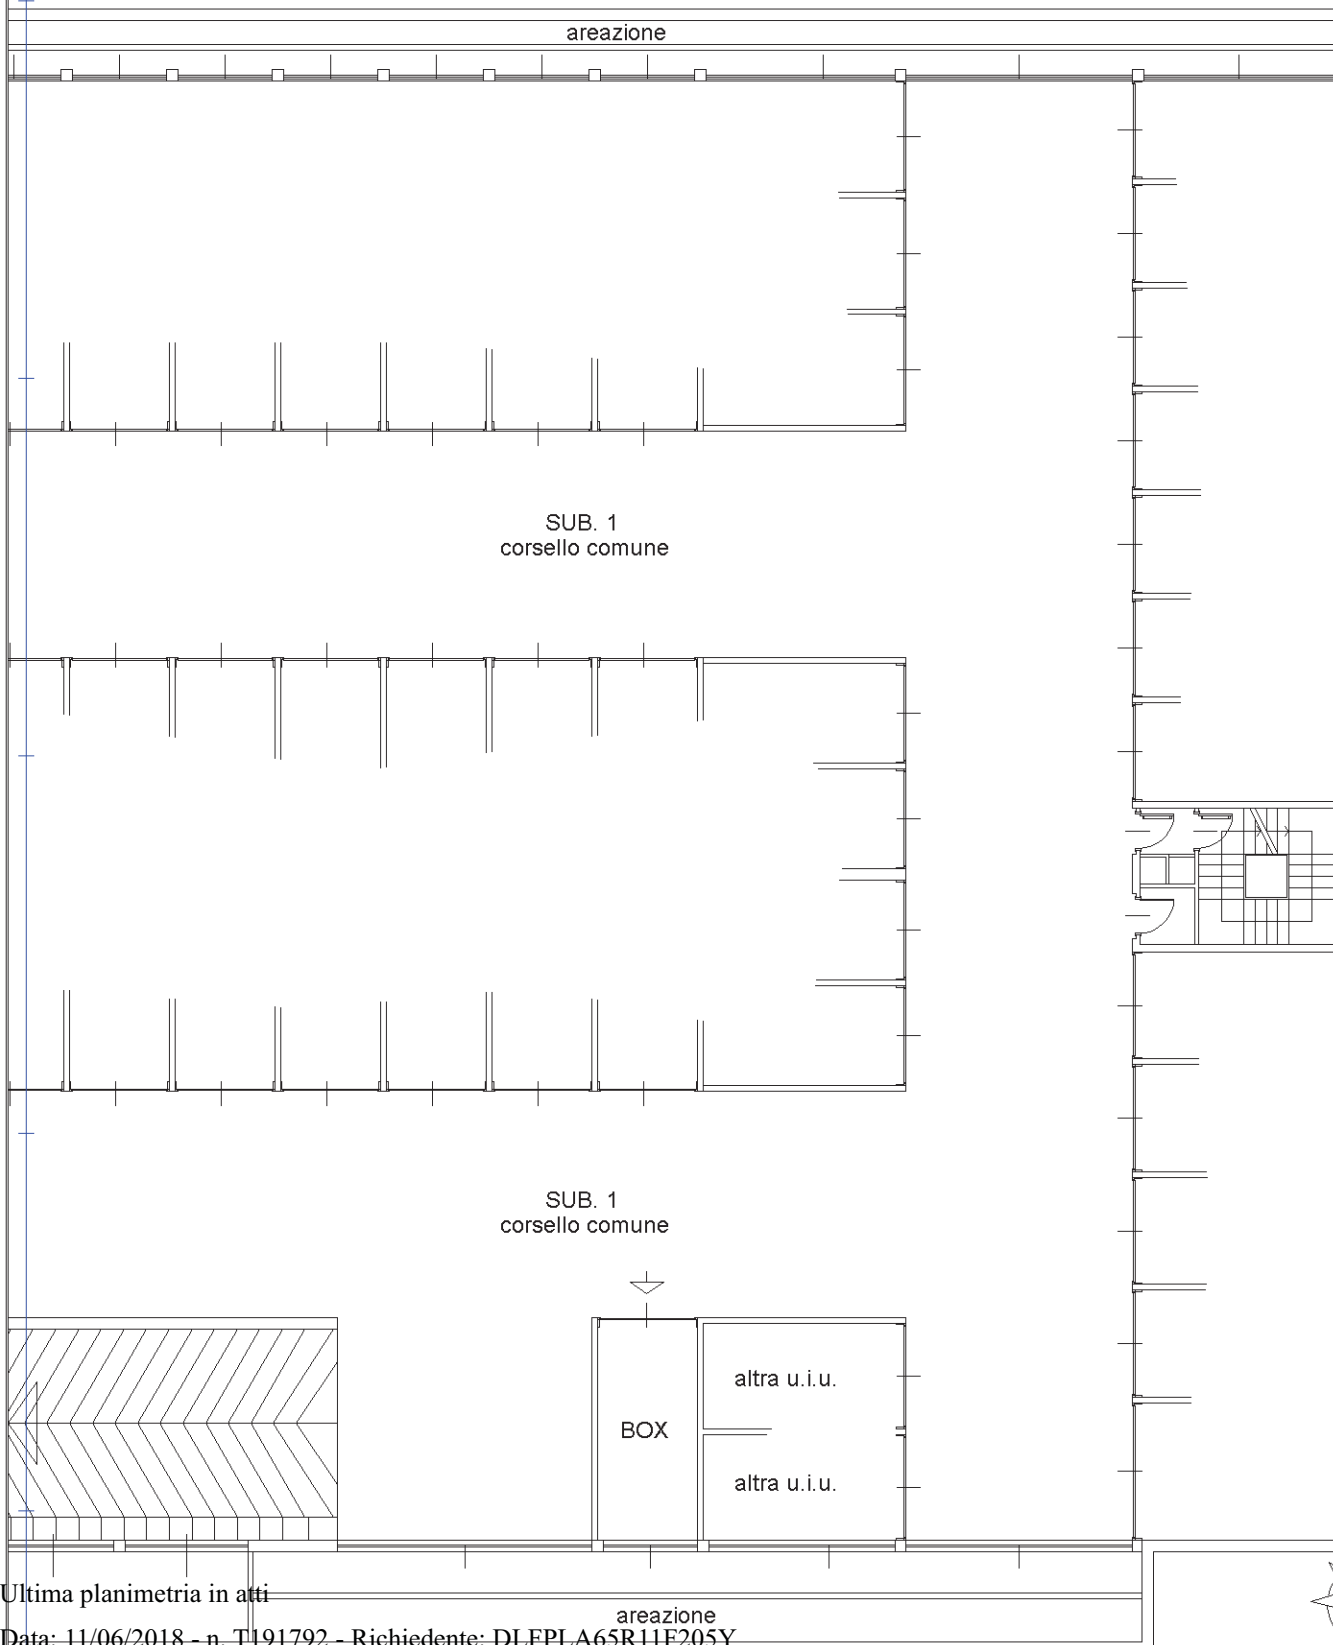 areazione
SUB. 1
corsello comune
SUB. 1
corsello comune
altra u.i.u.
BOX
altra u.i.u.
Ultima planimetria in atti
areazione
Data: 11/06/2018 - n. T191792 - Richiedente: DLFPLA65R11F205Y